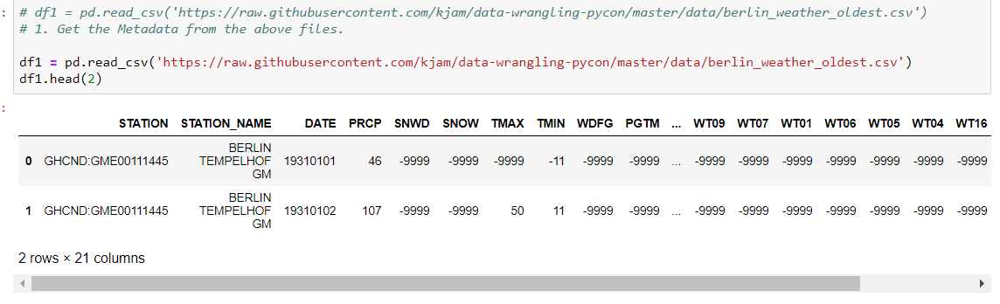 : # df1 = pd.read_csv('https://raw.githubusercontent.com/kjam/data-wrangling-pycon/master/data/berlin_weather_oldest.csv')
# 1. Get the Metadata from the above files.
df1 = pd.read_csv('https://raw.githubusercontent.com/kjam/data-wrangling-pycon/master/data/berlin_weather_oldest.csv')
df1.head(2)
:
STATION STATION_NAME DATE PRCP SNWD SNOW TMAX TMIN WDFG PGTM ... WT09 WT07 WT01 WT06 WT05 WT04 WT16
0 GHCND:GME00111445 BERLIN TEMPELHOF GM 19310101 46 -9999 -9999 -9999 -11 -9999 -9999 ... -9999 -9999 -9999 -9999 -9999 -9999 -9999
1 GHCND:GME00111445 BERLIN TEMPELHOF GM 19310102 107 -9999 -9999 50 11 -9999 -9999 ... -9999 -9999 -9999 -9999 -9999 -9999 -9999
2 rows × 21 columns